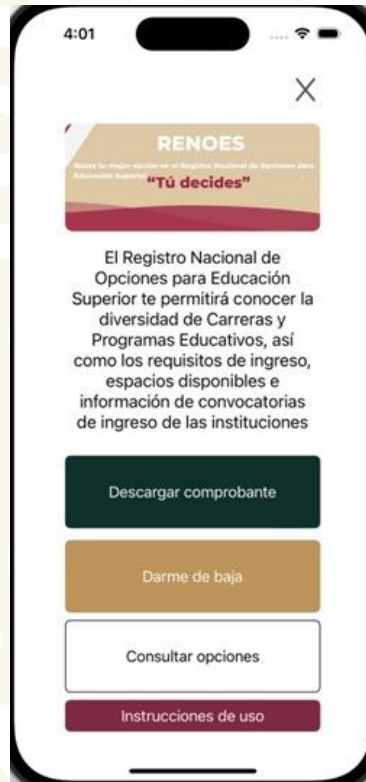 4:01
RENOES
Busca tu mejor opción en el Registro Nacional de Opciones para
Educación Superior
“Tú decides”
El Registro Nacional de
Opciones para Educación
Superior te permitirá conocer la
diversidad de Carreras y
Programas Educativos, así
como los requisitos de ingreso,
espacios disponibles e
información de convocatorias
de ingreso de las instituciones
Descargar comprobante
Darme de baja
Consultar opciones
Instrucciones de uso